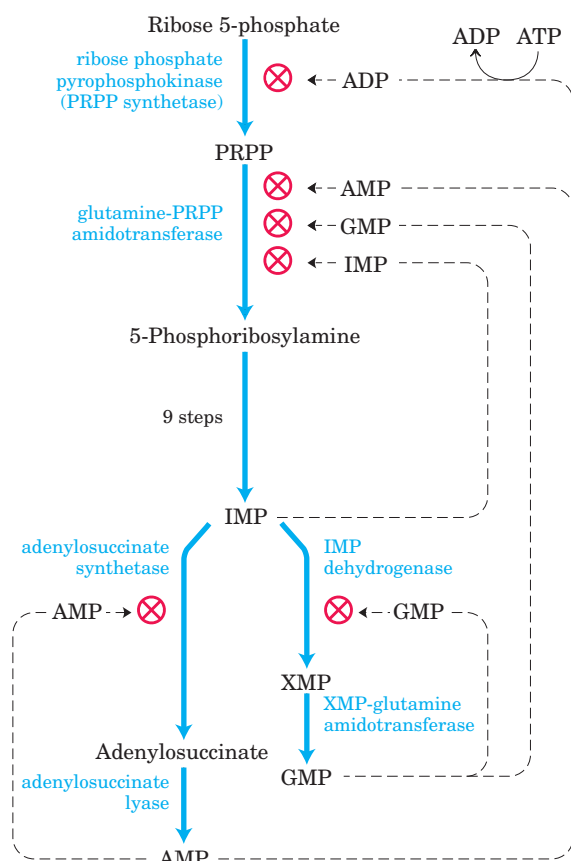 Ribose 5-phosphate
ADP ATP
ribose phosphate
pyrophosphokinase
(PRPP synthetase)
ADP
PRPP
AMP
glutamine-PRPP
amidotransferase
GMP
IMP
5-Phosphoribosylamine
9 steps
IMP
adenylosuccinate
synthetase
IMP
dehydrogenase
AMP
GMP
XMP
XMP-glutamine
amidotransferase
Adenylosuccinate
GMP
adenylosuccinate
lyase
AMP